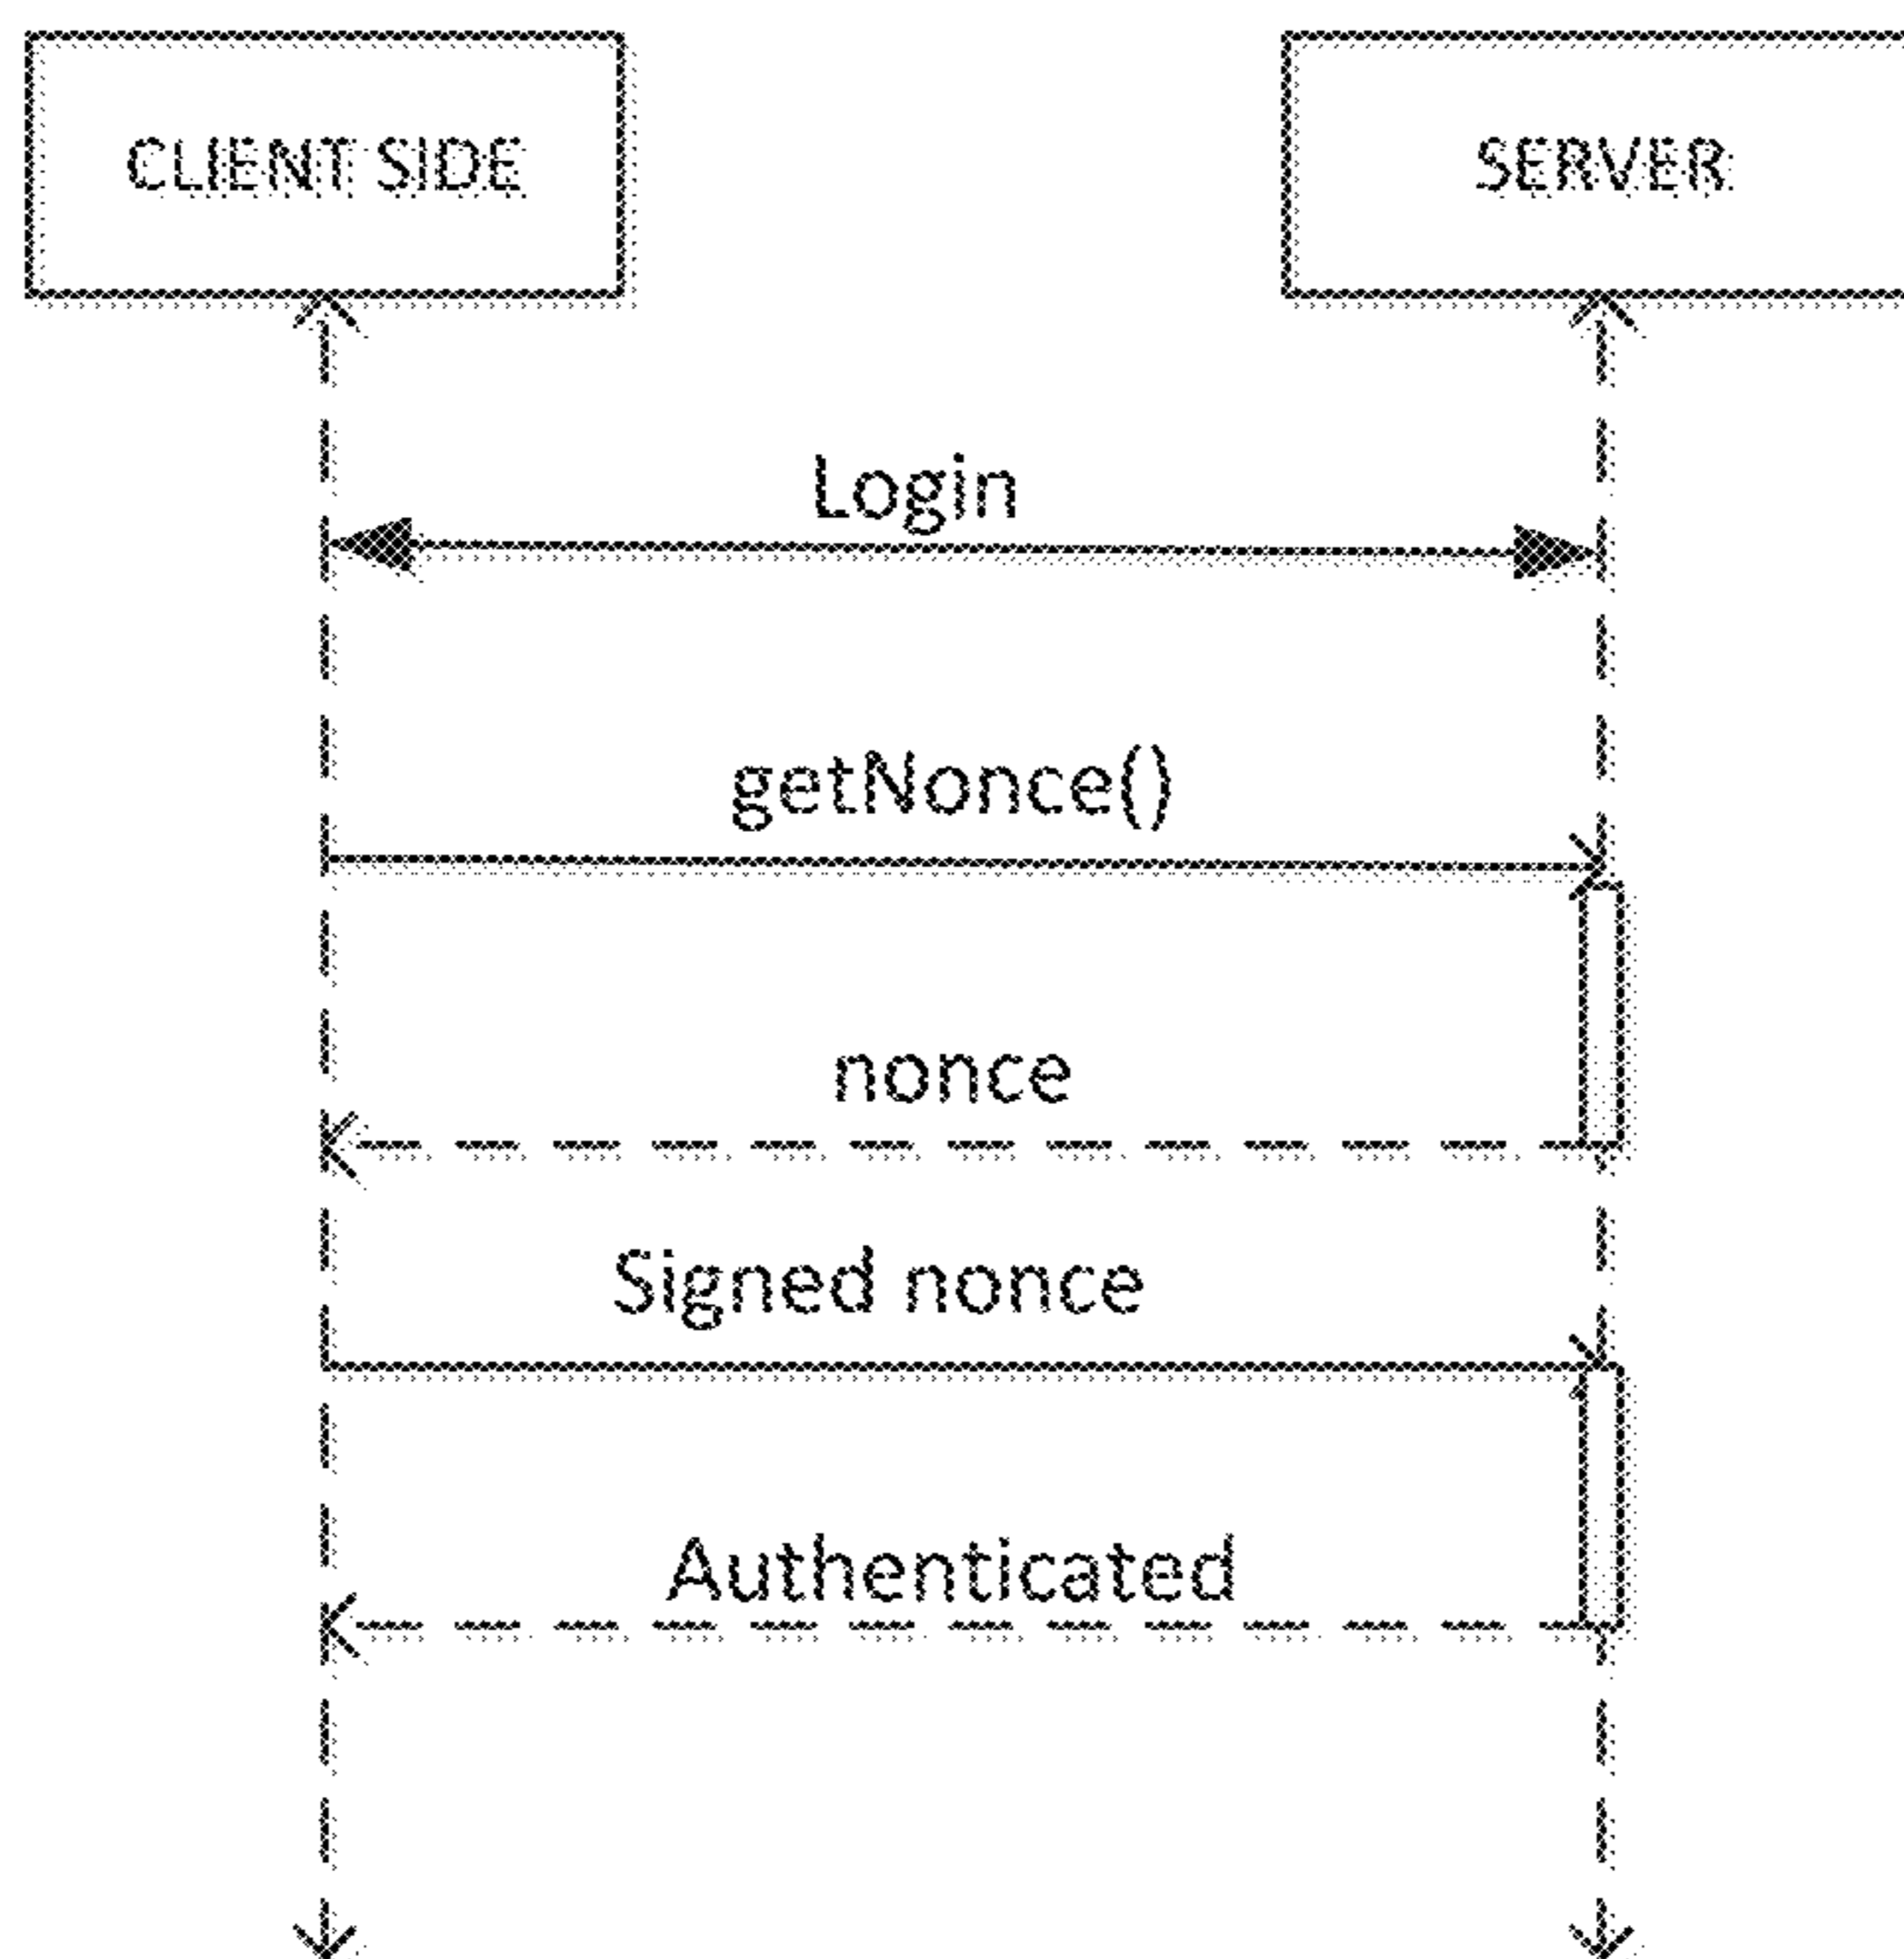 CLIENT SIDE
SERVER
Login
getNonce()
nonce
Signed nonce
Authenticated